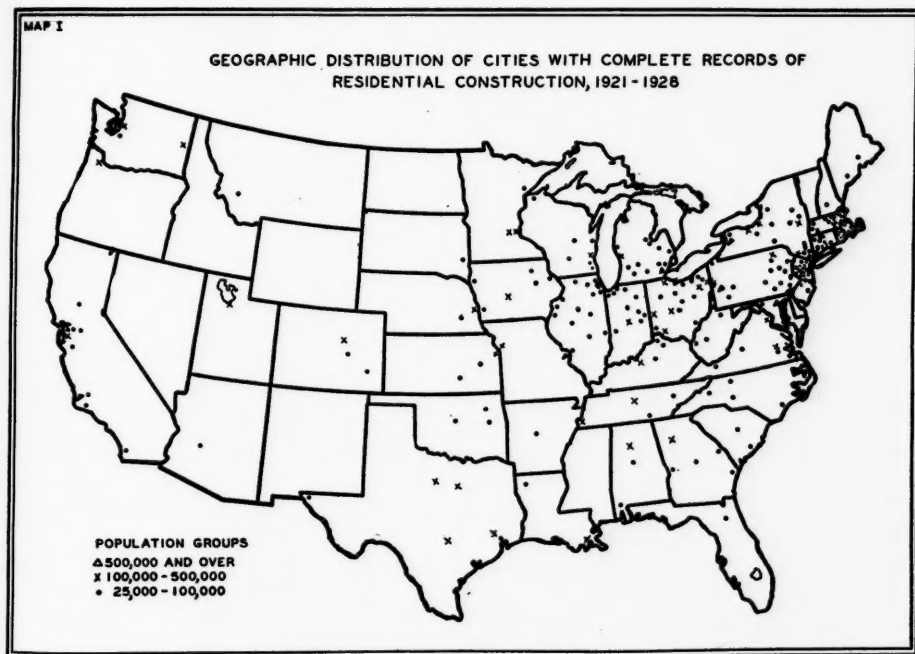 MAP I
GEOGRAPHIC DISTRIBUTION OF CITIES WITH COMPLETE RECORDS OF
RESIDENTIAL CONSTRUCTION, 1921-1928
POPULATION GROUPS
△ 500,000 AND OVER
x 100,000-500,000
• 25,000-100,000